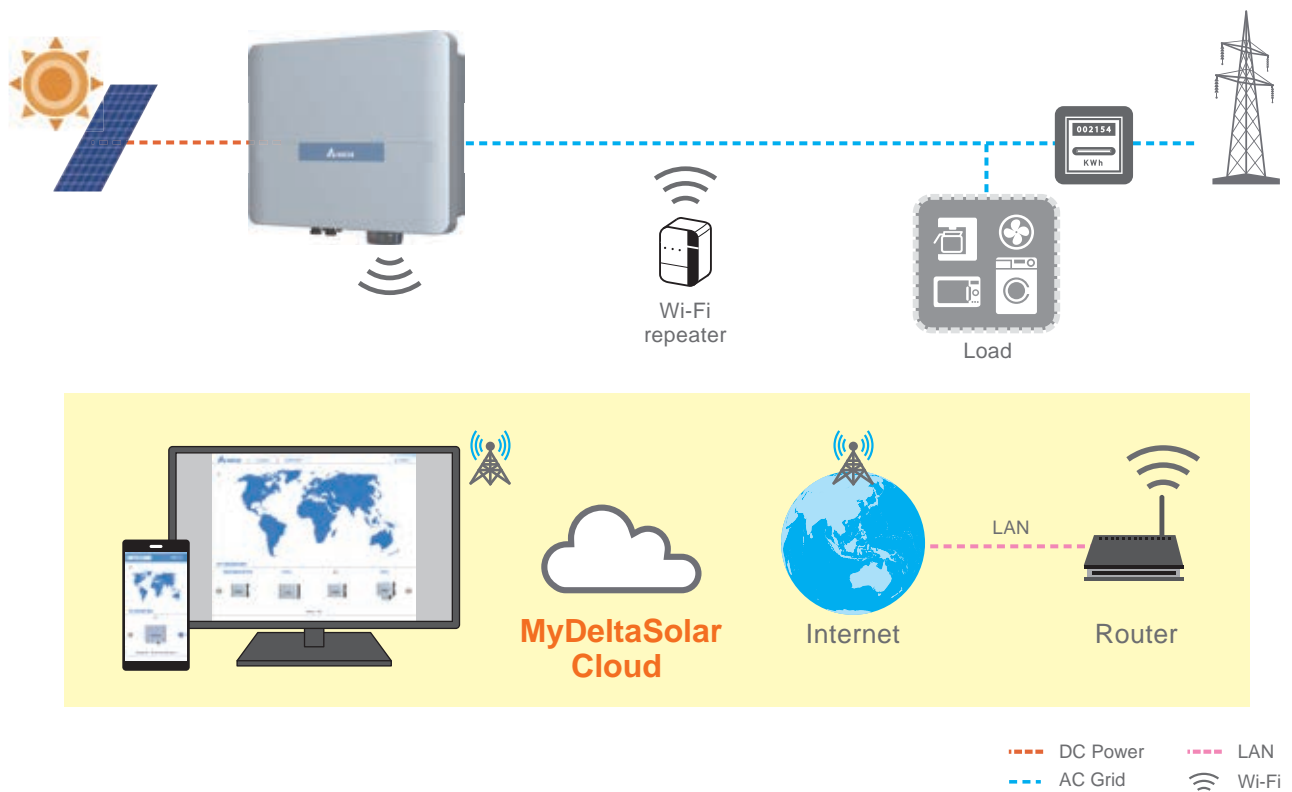 002154
KWh
Wi-Fi
repeater
Load
LAN
MyDeltaSolar
Cloud
Internet
Router
DC Power
LAN
AC Grid
Wi-Fi